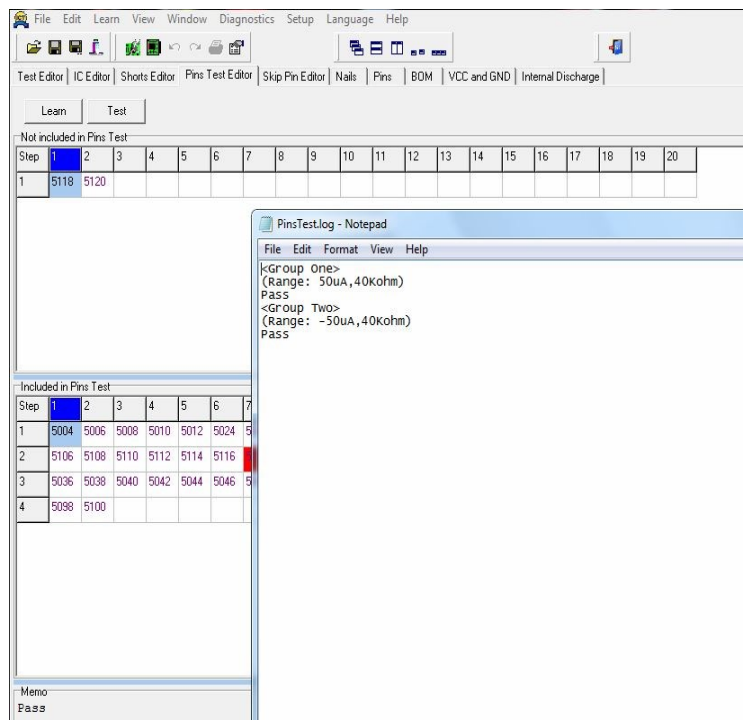 File Edit Learn View Window Diagnostics Setup Language Help
Test Editor IC Editor Shorts Editor Pins Test Editor Skip Pin Editor Nails Pins BOM VCC and GND Internal Discharge
Learn Test
Not included in Pins Test
Step 1 2 3 4 5 6 7 8 9 10 11 12 13 14 15 16 17 18 19 20
1 5118 5120
PinsTest.log - Notepad
File Edit Format View Help
<Group One>
(Range: 50uA,40Kohm)
Pass
<Group Two>
(Range: -50uA,40Kohm)
Pass
Included in Pins Test
Step 1 2 3 4 5 6 7
1 5004 5006 5008 5010 5012 5024
2 5106 5108 5110 5112 5114 5116
3 5036 5038 5040 5042 5044 5046
4 5098 5100
Memo
Pass